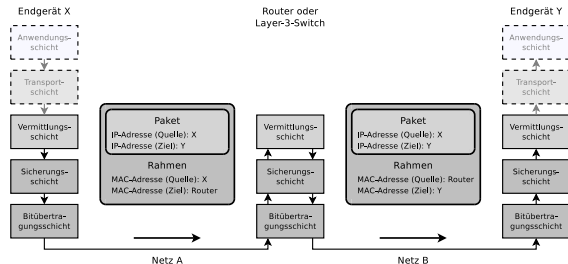 Endgerät X
Router oder
Layer-3-Switch
Endgerät Y
Anwendungs-
schicht
Transport-
schicht
Vermittlungs-
schicht
Sicherungs-
schicht
Bitübertra-
gungsschicht
Paket
IP-Adresse (Quelle): X
IP-Adresse (Ziel): Y
Rahmen
MAC-Adresse (Quelle): X
MAC-Adresse (Ziel): Router
Vermittlungs-
schicht
Sicherungs-
schicht
Bitübertra-
gungsschicht
Paket
IP-Adresse (Quelle): X
IP-Adresse (Ziel): Y
Rahmen
MAC-Adresse (Quelle): Router
MAC-Adresse (Ziel): Y
Anwendungs-
schicht
Transport-
schicht
Vermittlungs-
schicht
Sicherungs-
schicht
Bitübertra-
gungsschicht
Netz A
Netz B